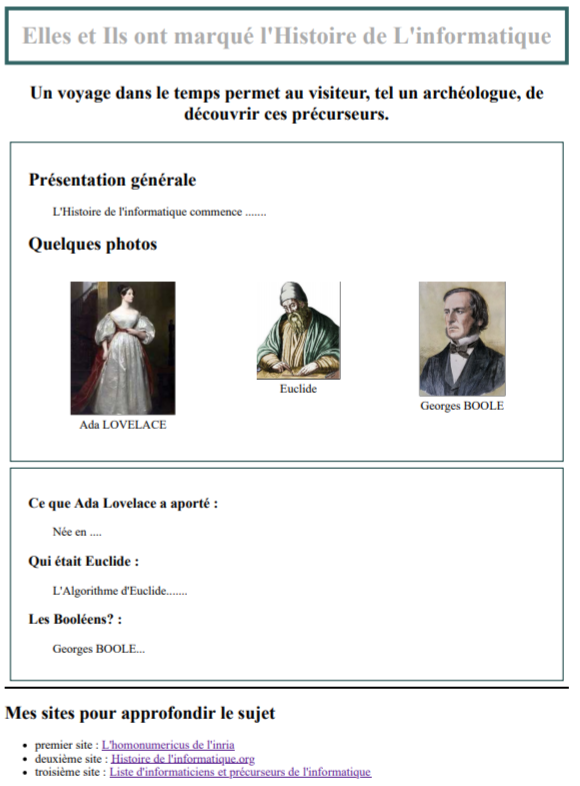 Elles et Ils ont marqué l'Histoire de L'informatique
Un voyage dans le temps permet au visiteur, tel un archéologue, de
découvrir ces précurseurs.
Présentation générale
L'Histoire de l'informatique commence .......
Quelques photos
Ada LOVELACE
Euclide
Georges BOOLE
Ce que Ada Lovelace a aporté :
Née en ....
Qui était Euclide :
L'Algorithme d'Euclide.......
Les Booléens? :
Georges BOOLE...
Mes sites pour approfondir le sujet
premier site : L'homonumericus de l'inria
deuxième site : Histoire de l'informatique.org
troisième site : Liste d'informaticiens et précurseurs de l'informatique